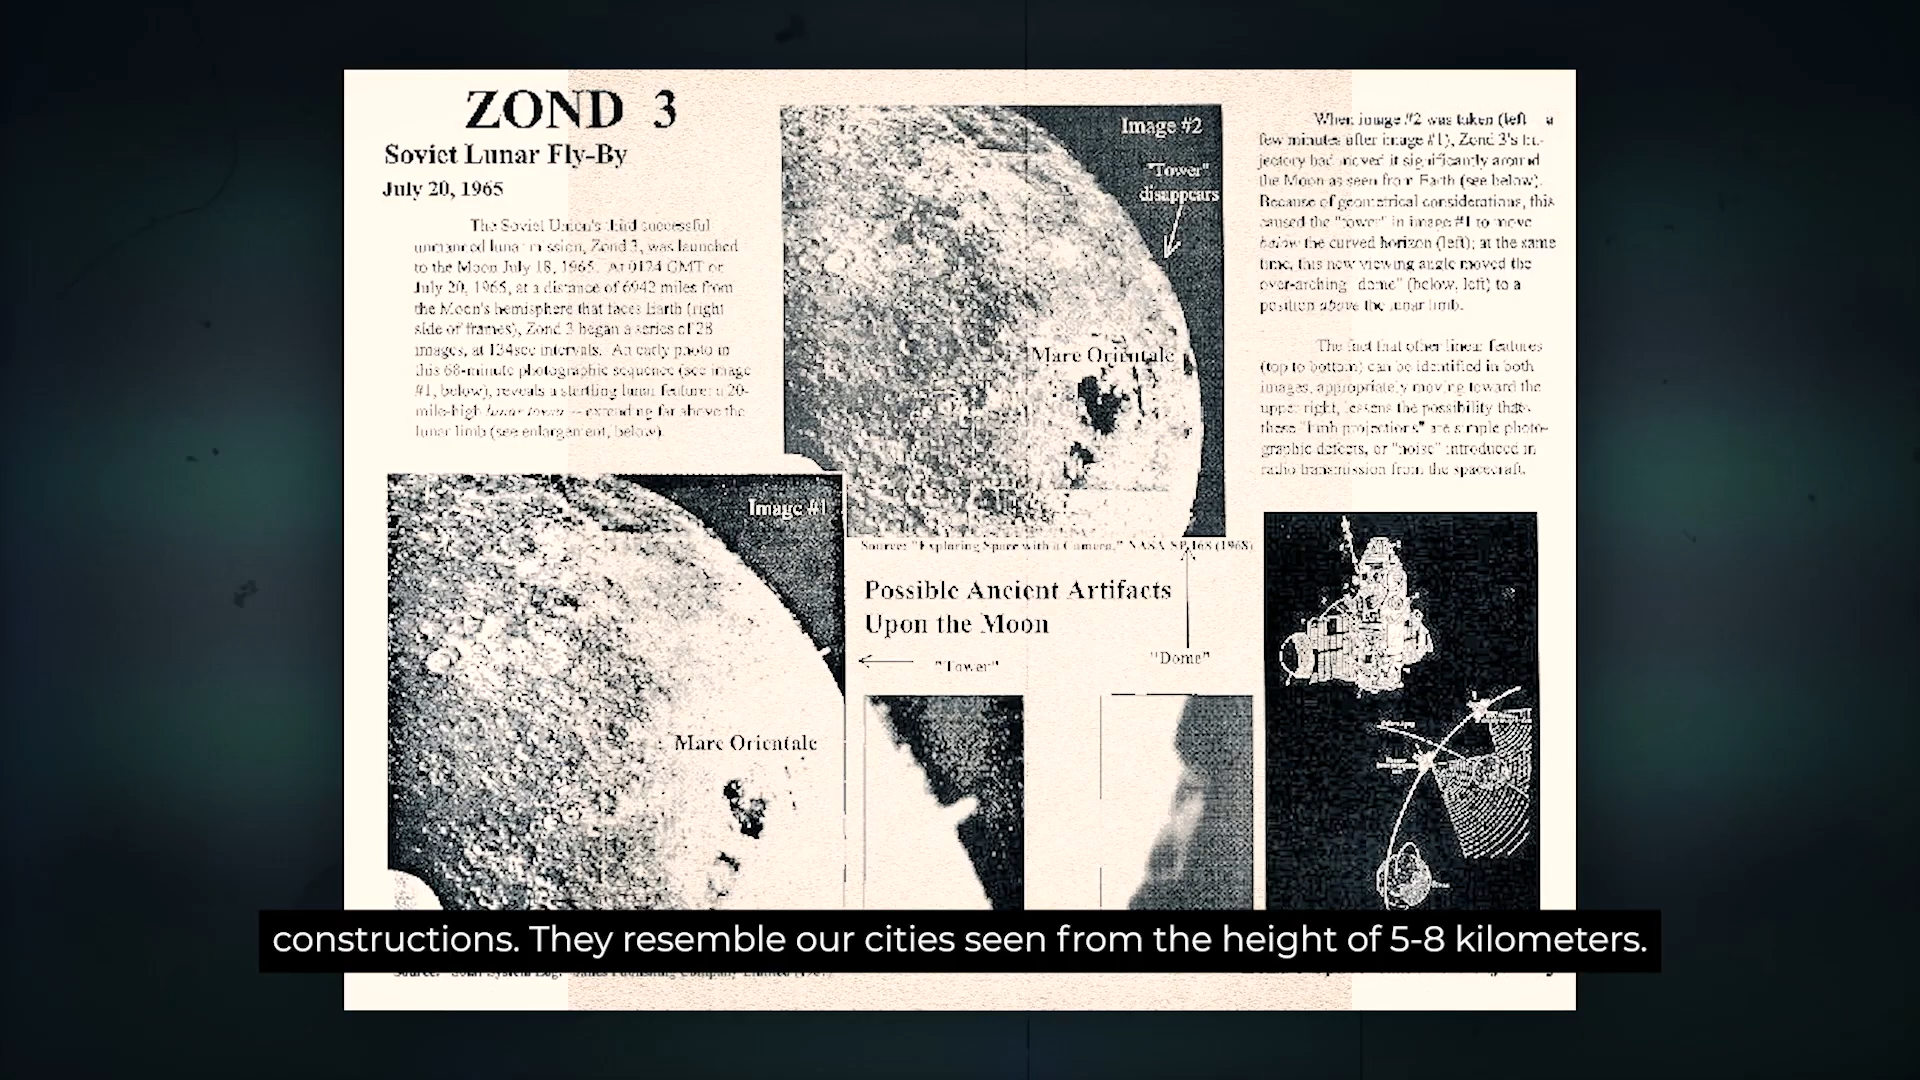 ZOND 3
Soviet Lunar Fly-By
July 20, 1965
The Soviet Union's third successful
unmanned lunar mission, Zond 3, was launched
to the Moon July 18, 1965. At 0124 GMT on
July 20, 1965, at a distance of 6942 miles from
the Moon's hemisphere that faces Earth (right
side of frames), Zond 3 began a series of 28
images, at 134sec intervals. An early photo in
this 68-minute photographic sequence (see image
#1, below), reveals a startling lunar feature: a 20-
mile-high lunar tower -- extending far above the
lunar limb (see enlargement, below).
Image #2
"Tower"
disappears
Mare Orientale
Source: "Exploring Space with a Camera," NASA SP 168 (1968)
When image #2 was taken (left a
few minutes after image #1), Zond 3's tra-
jectory had moved it significantly around
the Moon as seen from Earth (see below).
Because of geometrical considerations, this
caused the "tower" in image #1 to move
below the curved horizon (left); at the same
time, this new viewing angle moved the
over-arching "dome" (below, left) to a
position above the lunar limb.
The fact that other linear features
(top to bottom) can be identified in both
images, appropriately moving toward the
upper right, lessens the possibility that
these "limb projections" are simple photo-
graphic defects, or "noise" introduced in
radio transmission from the spacecraft.
Image #1
Mare Orientale
Possible Ancient Artifacts
Upon the Moon
"Tower"
"Dome"
constructions. They resemble our cities seen from the height of 5-8 kilometers.